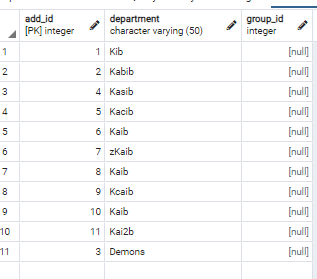 add_id department group_id
[PK] integer character varying (50) integer
1 1 Kib [null]
2 2 Kabib [null]
3 4 Kasib [null]
4 5 Kacib [null]
5 6 Kaib [null]
6 7 zKaib [null]
7 8 Kaib [null]
8 9 Kcaib [null]
9 10 Kaib [null]
10 11 Kai2b [null]
11 3 Demons [null]